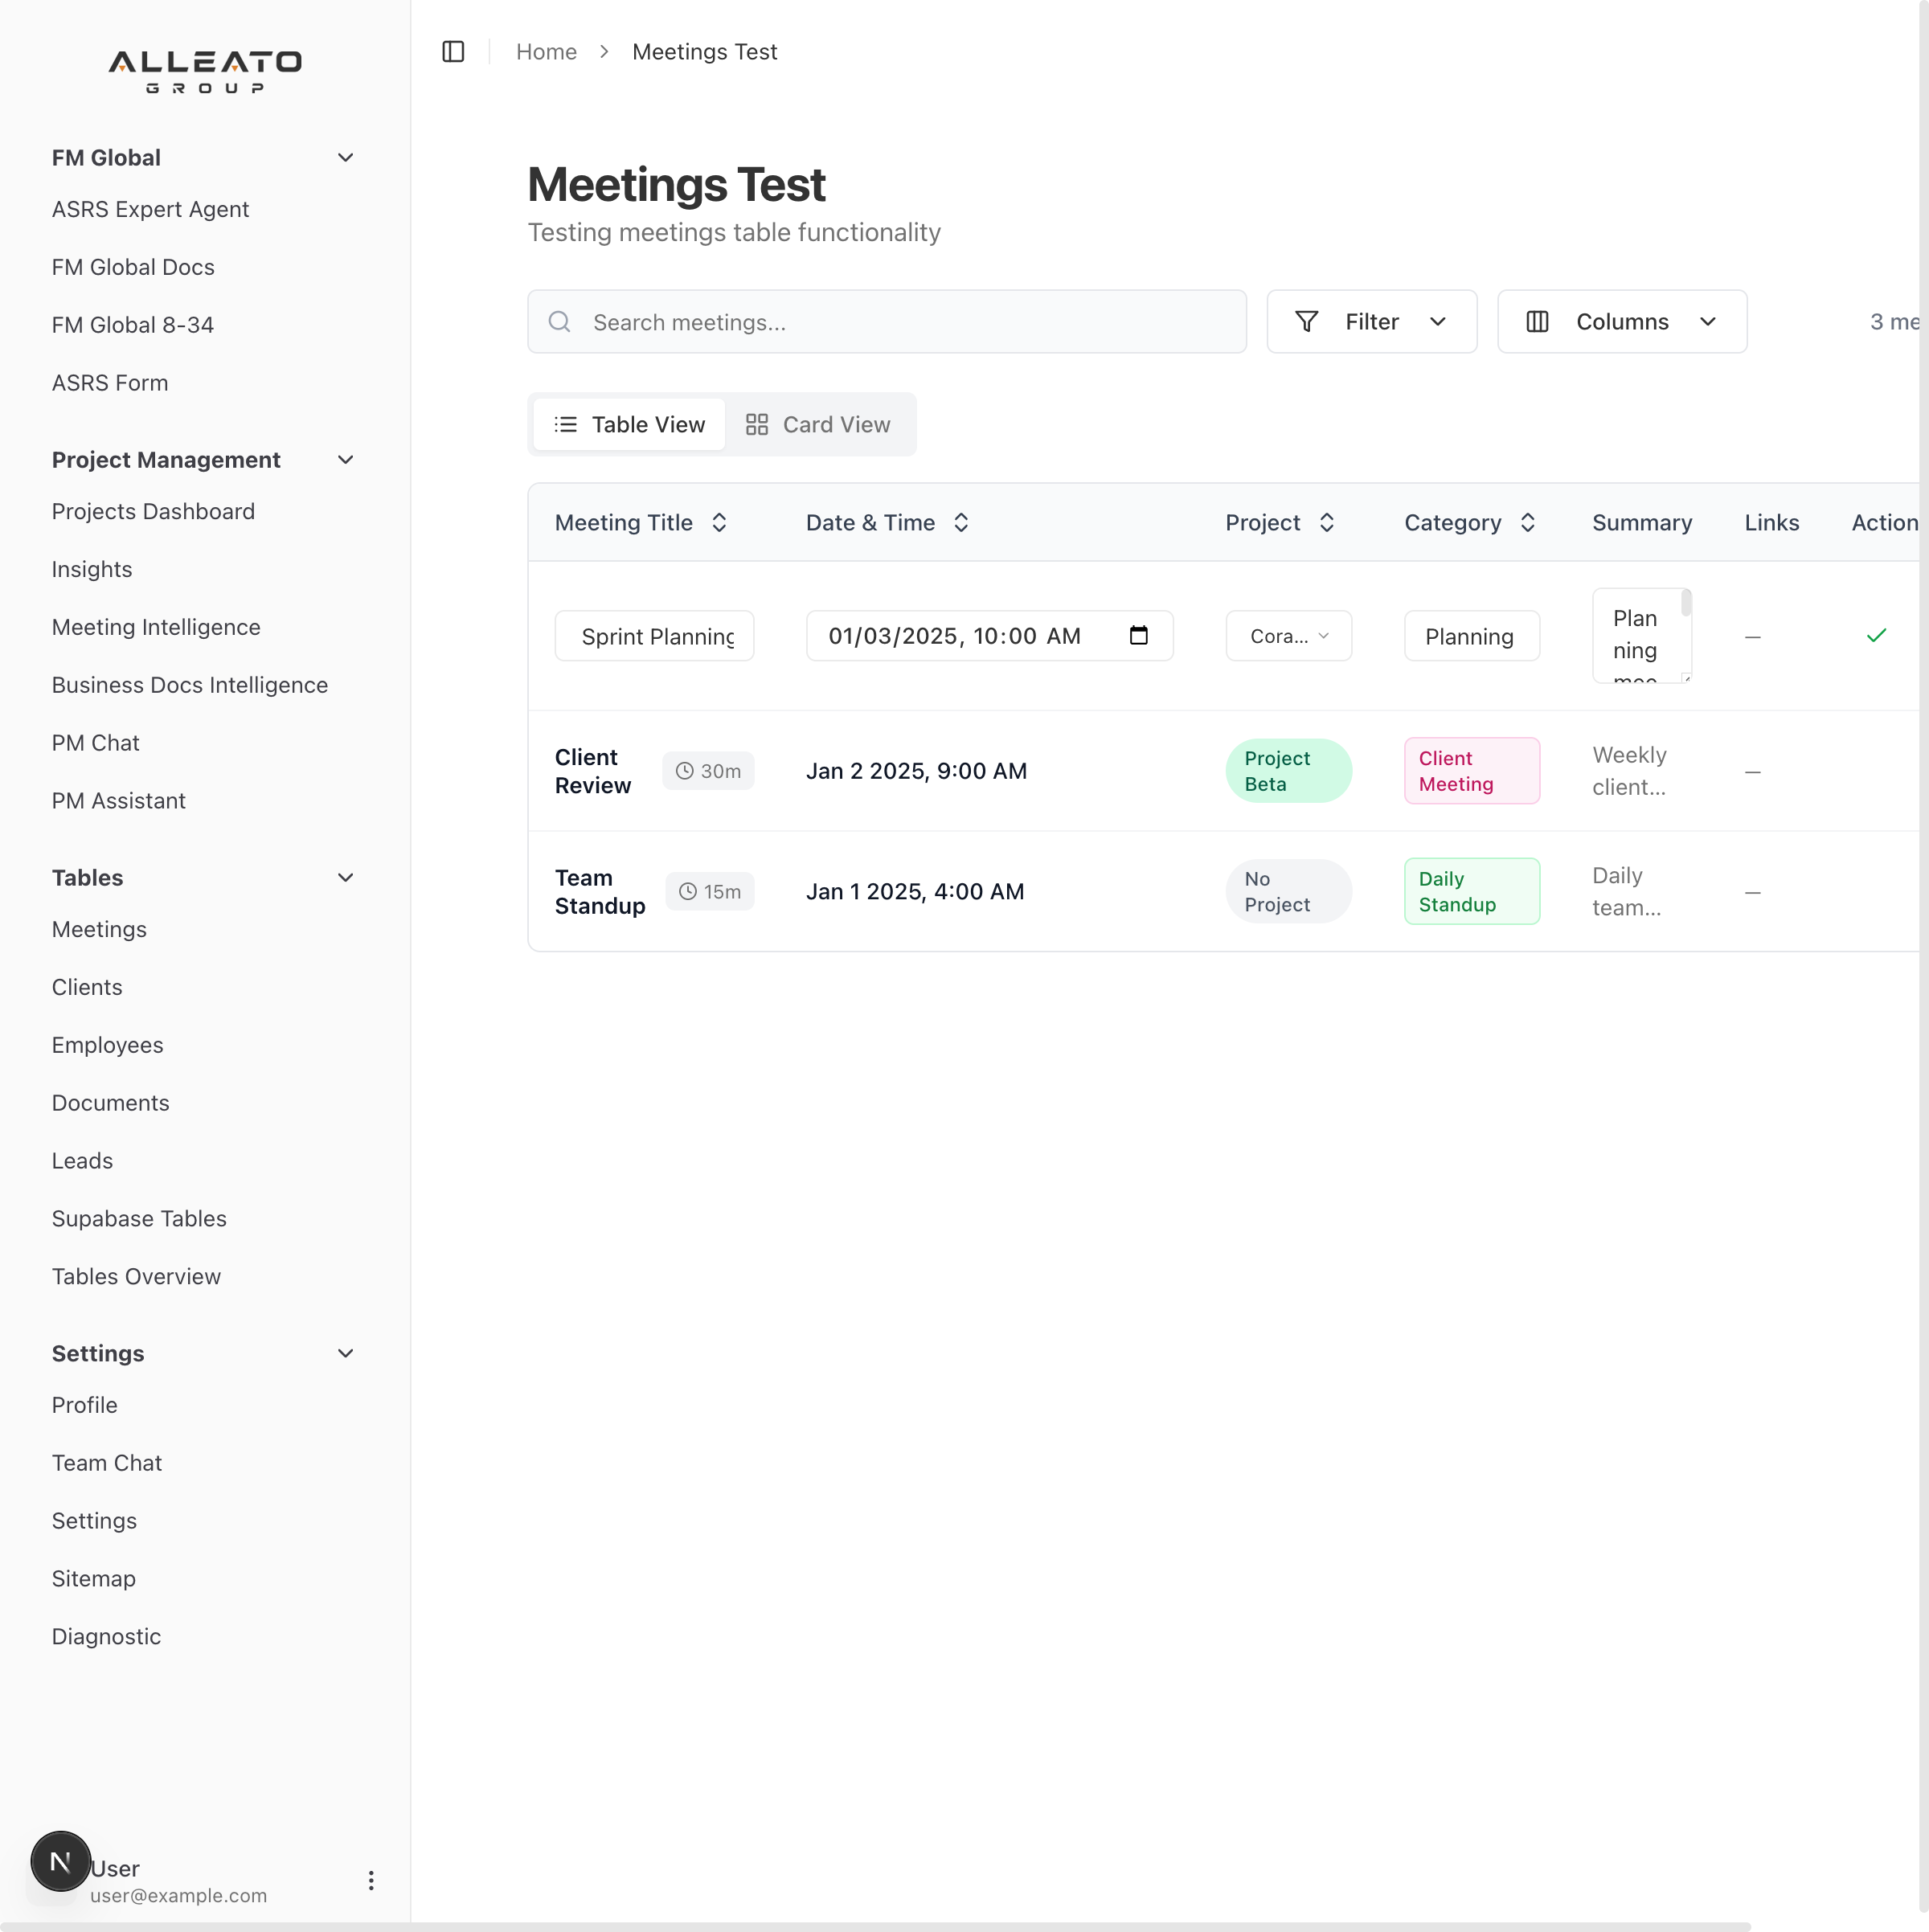 ALLEATO
GROUP
FM Global
ASRS Expert Agent
FM Global Docs
FM Global 8-34
ASRS Form
Project Management
Projects Dashboard
Insights
Meeting Intelligence
Business Docs Intelligence
PM Chat
PM Assistant
Tables
Meetings
Clients
Employees
Documents
Leads
Supabase Tables
Tables Overview
Settings
Profile
Team Chat
Settings
Sitemap
Diagnostic
N
User
user@example.com
Home > Meetings Test
Meetings Test
Testing meetings table functionality
Search meetings...
Filter
Columns
3 me
Table View
Card View
Meeting Title Date & Time Project Category Summary Links Action
Sprint Planning 01/03/2025, 10:00 AM Cora... Planning
Plan
ning
mee
—
Client
Review
30m
Jan 2 2025, 9:00 AM
Project
Beta
Client
Meeting
Weekly
client...
—
Team
Standup
15m
Jan 1 2025, 4:00 AM
No
Project
Daily
Standup
Daily
team...
—